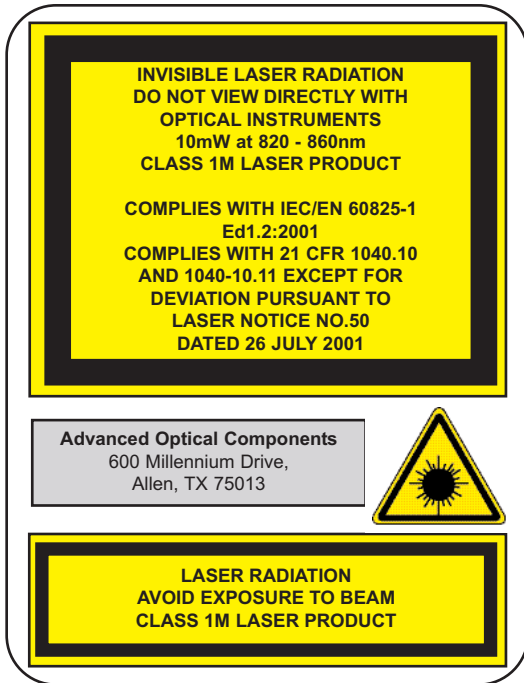 INVISIBLE LASER RADIATION
DO NOT VIEW DIRECTLY WITH
OPTICAL INSTRUMENTS
10mW at 820 - 860nm
CLASS 1M LASER PRODUCT
COMPLIES WITH IEC/EN 60825-1
Ed1.2:2001
COMPLIES WITH 21 CFR 1040.10
AND 1040-10.11 EXCEPT FOR
DEVIATION PURSUANT TO
LASER NOTICE NO.50
DATED 26 JULY 2001
Advanced Optical Components
600 Millennium Drive,
Allen, TX 75013
LASER RADIATION
AVOID EXPOSURE TO BEAM
CLASS 1M LASER PRODUCT